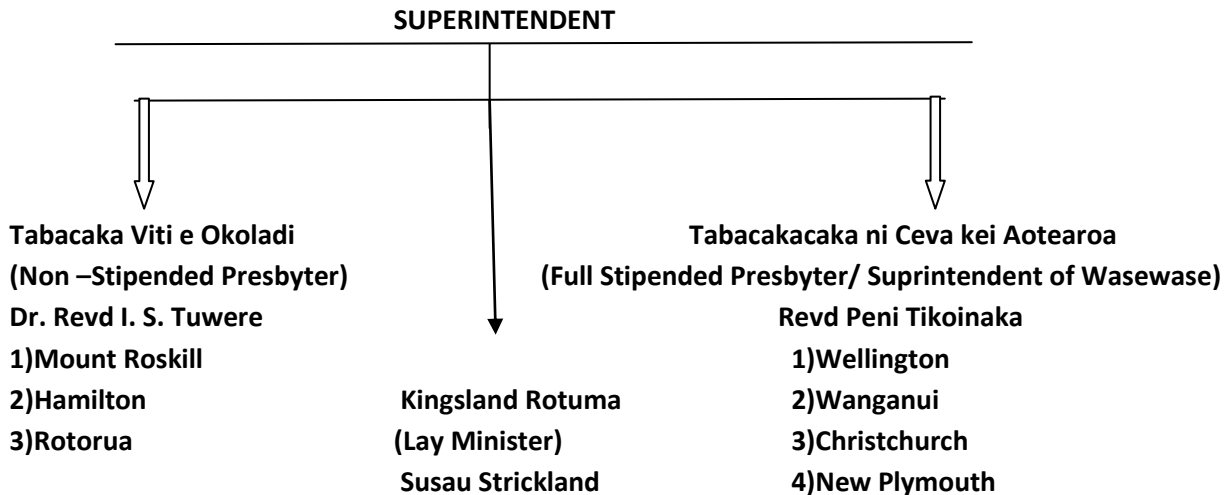 SUPERINTENDENT
Tabacaka Viti e Okoladi
(Non –Stipended Presbyter)
Dr. Revd I. S. Tuwere
1)Mount Roskill
2)Hamilton
3)Rotorua
Kingsland Rotuma
(Lay Minister)
Susau Strickland
Tabacakacaka ni Ceva kei Aotearoa
(Full Stipended Presbyter/ Suprintendent of Wasewase)
Revd Peni Tikoinaka
1)Wellington
2)Wanganui
3)Christchurch
4)New Plymouth